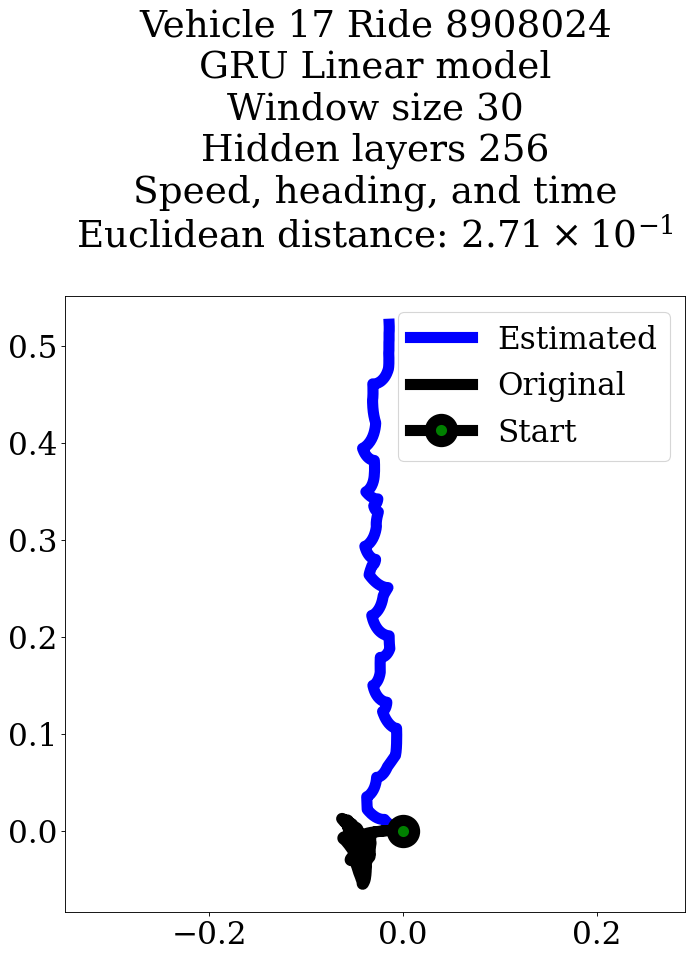 Vehicle 17 Ride 8908024
GRU Linear model
Window size 30
Hidden layers 256
Speed, heading, and time
Euclidean distance: 2.71 × 10⁻¹
Estimated
Original
Start
0.5
0.4
0.3
0.2
0.1
0.0
−0.2
0.0
0.2